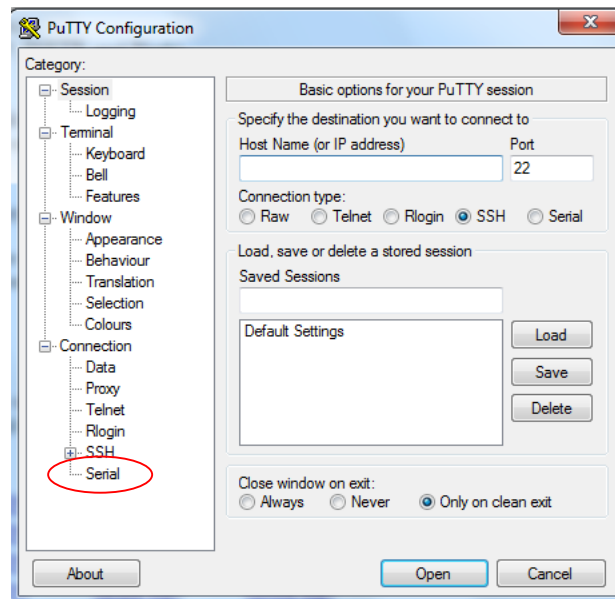 PuTTY Configuration
Category:
Session
Logging
Terminal
Keyboard
Bell
Features
Window
Appearance
Behaviour
Translation
Selection
Colours
Connection
Data
Proxy
Telnet
Rlogin
SSH
Serial
Basic options for your PuTTY session
Specify the destination you want to connect to
Host Name (or IP address) Port
22
Connection type:
Raw Telnet Rlogin SSH Serial
Load, save or delete a stored session
Saved Sessions
Default Settings
Load
Save
Delete
Close window on exit:
Always Never Only on clean exit
About Open Cancel